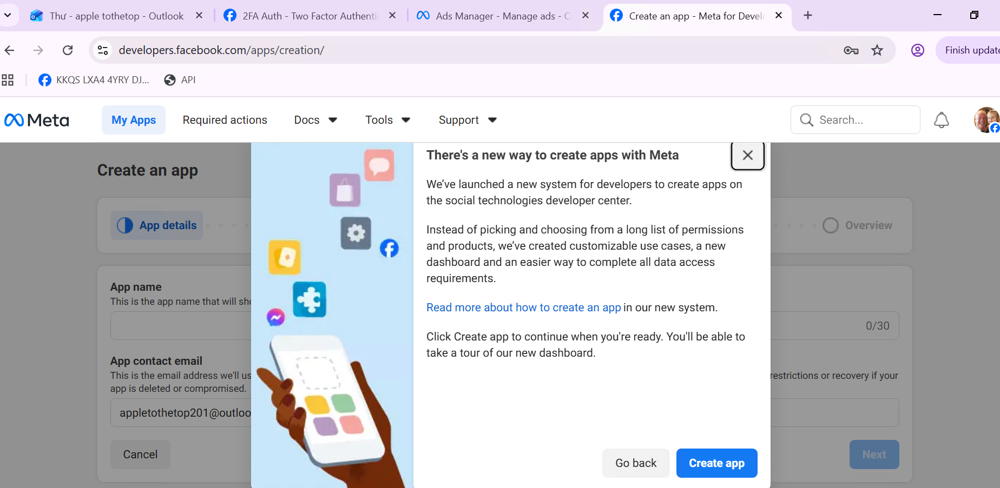 Thư - apple tothetop - Outlook
2FA Auth - Two Factor Authenti
Ads Manager - Manage ads - C
Create an app - Meta for Develo
developers.facebook.com/apps/creation/
Finish update
KKQS LXA4 4YRY DJ...
API
Meta
My Apps
Required actions
Docs
Tools
Support
Search...
Create an app
There's a new way to create apps with Meta
We've launched a new system for developers to create apps on
the social technologies developer center.
App details
Overview
Instead of picking and choosing from a long list of permissions
and products, we've created customizable use cases, a new
dashboard and an easier way to complete all data access
requirements.
App name
This is the app name that will sho
0/30
Read more about how to create an app in our new system.
Click Create app to continue when you're ready. You'll be able to
take a tour of our new dashboard.
App contact email
This is the email address we'll us
restrictions or recovery if your
app is deleted or compromised.
appletothetop201@outloo
Cancel
Next
Go back
Create app